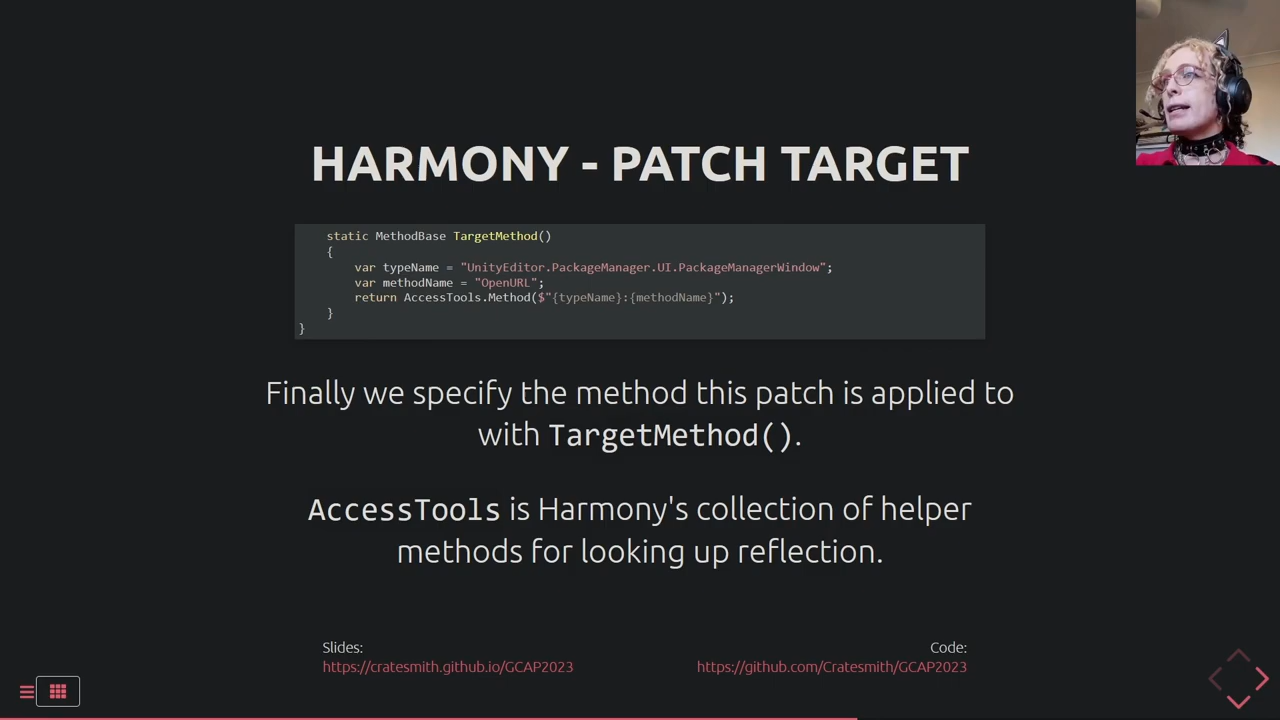 HARMONY - PATCH TARGET
static MethodBase TargetMethod()
{
var typeName = "UnityEditor.PackageManager.UI.PackageManagerWindow";
var methodName = "OpenURL";
return AccessTools.Method($"{typeName}:{methodName}");
}
}
Finally we specify the method this patch is applied to
with TargetMethod().
AccessTools is Harmony's collection of helper
methods for looking up reflection.
Slides:
https://cratesmith.github.io/GCAP2023
Code:
https://github.com/Cratesmith/GCAP2023